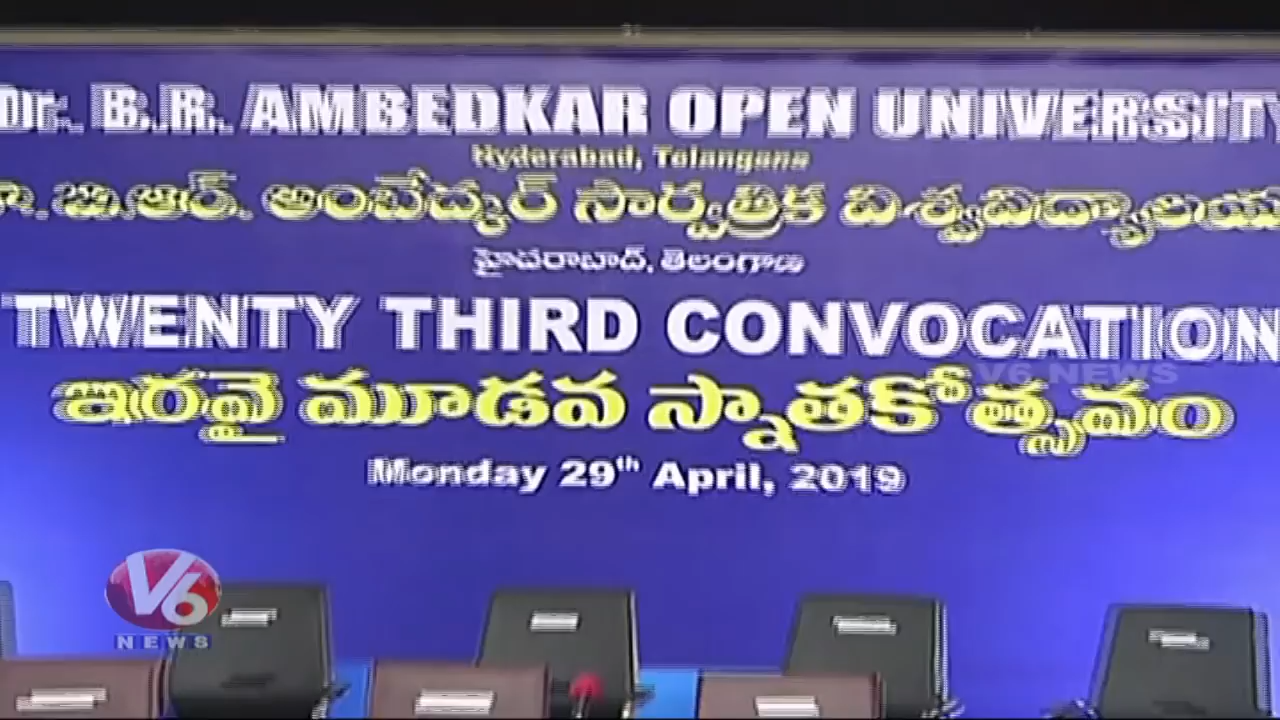 Dr. B.R. AMBEDKAR OPEN UNIVERSITY
Hyderabad, Telangana
డా. బి.ఆర్. అంబేద్కర్ సార్వత్రిక విశ్వవిద్యాలయ
హైదరాబాద్, తెలంగాణ
TWENTY THIRD CONVOCATION
V6 NEWS
ఇరవై మూడవ స్నాతకోత్సవం
Monday 29th April, 2019
V6
NEWS